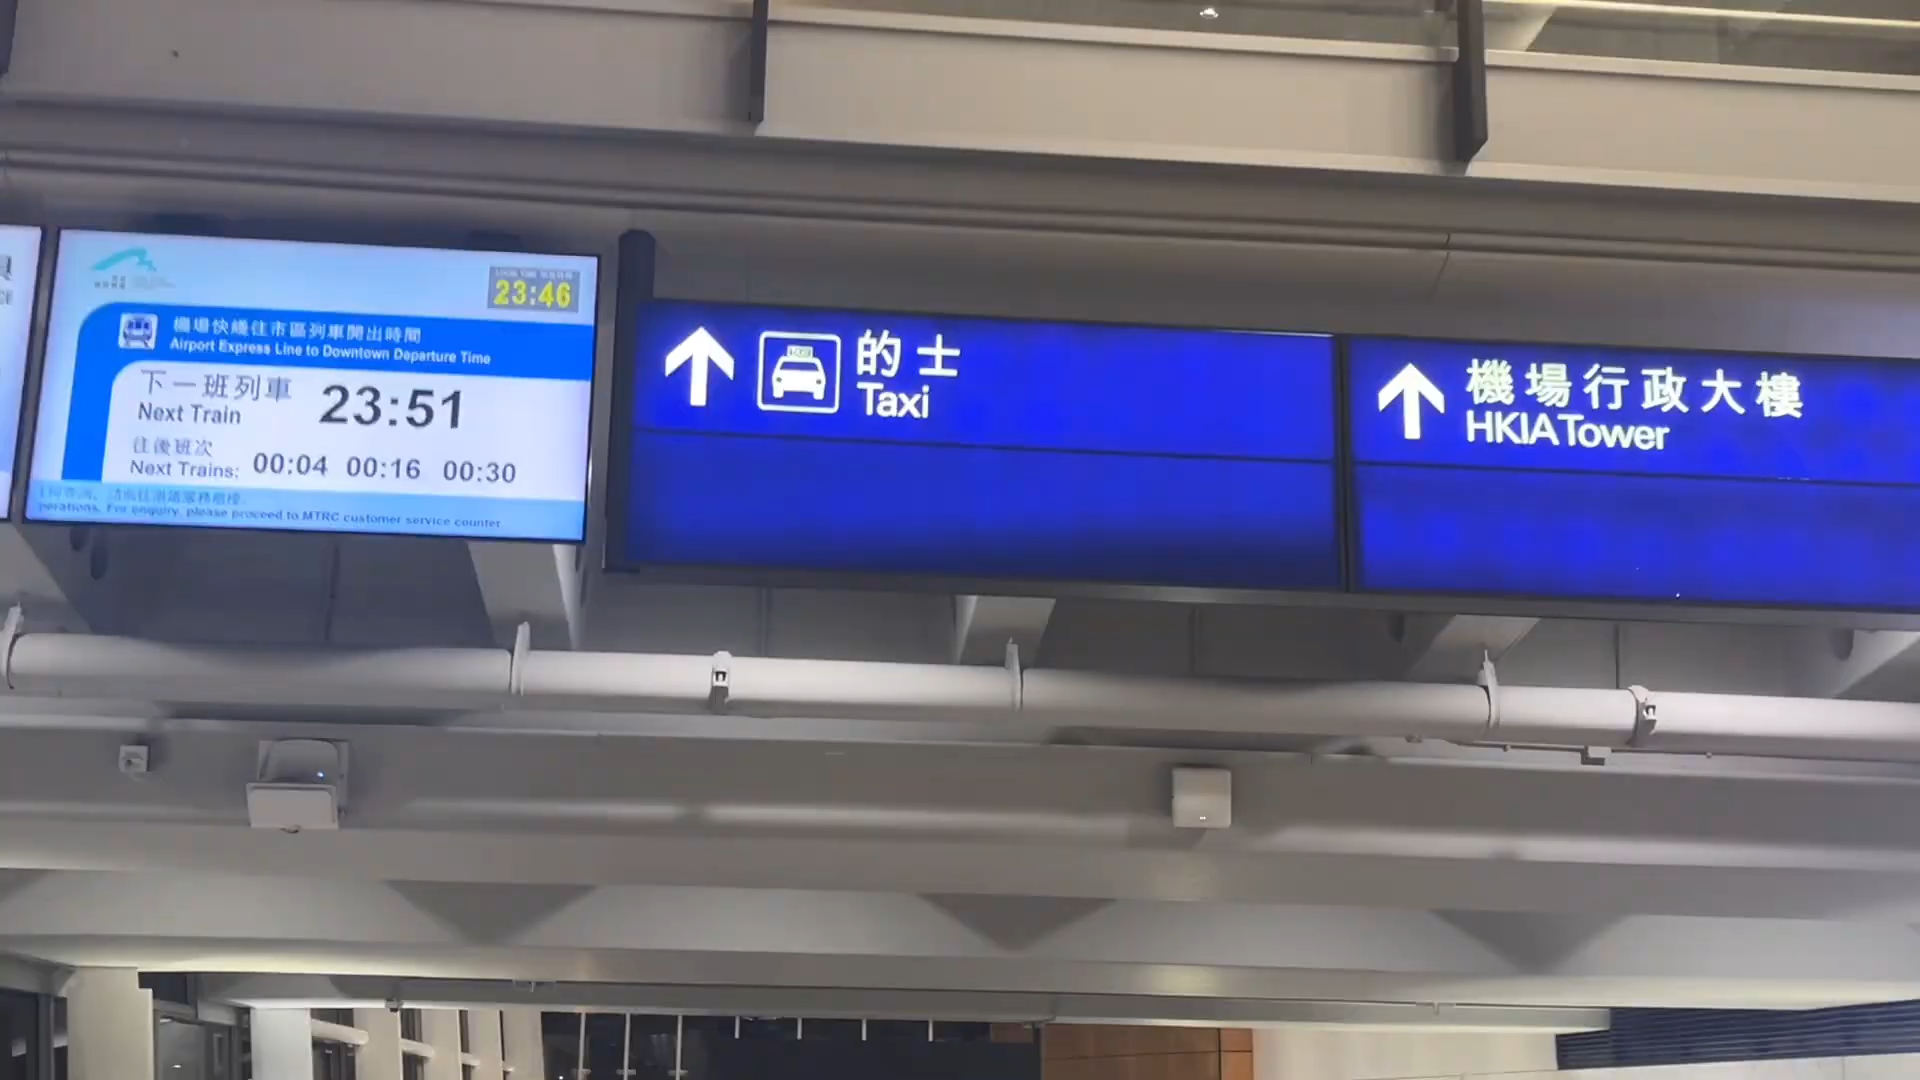 23:46
機場快綫往市區列車開出時間
Airport Express Line to Downtown Departure Time
下一班列車
Next Train
23:51
往後班次
Next Trains: 00:04 00:16 00:30
perations. For enquiry, please proceed to MTRC customer service counter
的士
Taxi
機場行政大樓
HKIA Tower